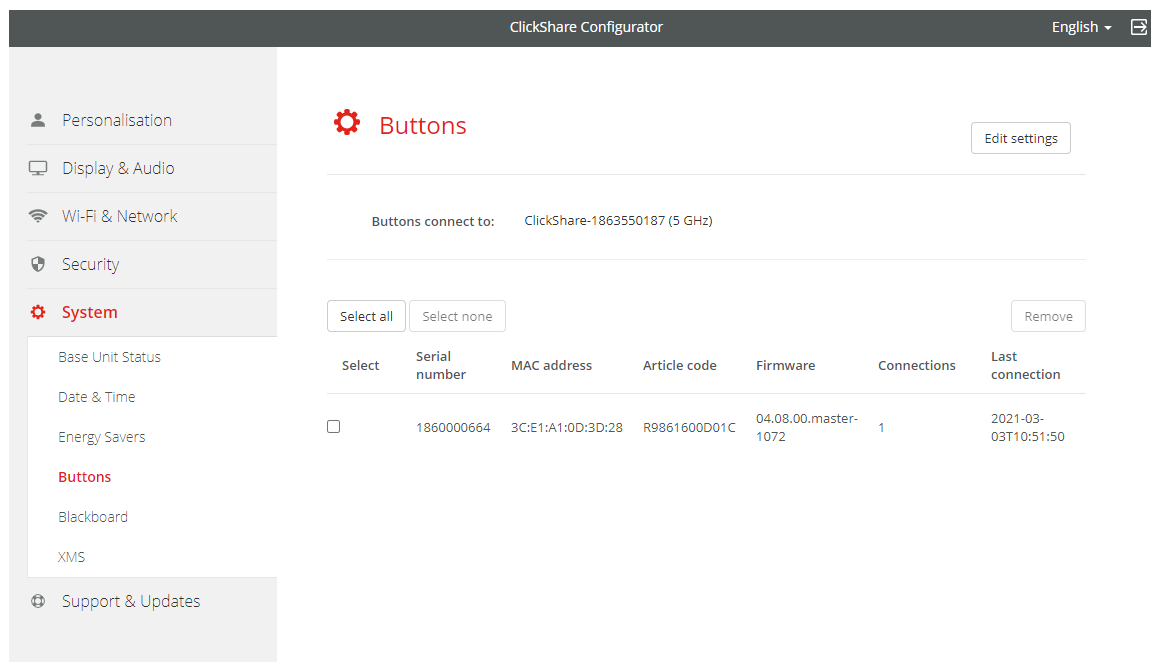 ClickShare Configurator
English
Personalisation
Display & Audio
Wi-Fi & Network
Security
System
Base Unit Status
Date & Time
Energy Savers
Buttons
Blackboard
XMS
Support & Updates
Buttons
Edit settings
Buttons connect to: ClickShare-1863550187 (5 GHz)
Select all Select none Remove
Select Serial number MAC address Article code Firmware Connections Last connection
1860000664 3C:E1:A1:0D:3D:28 R9861600D01C 04.08.00.master-1072 1 2021-03-03T10:51:50